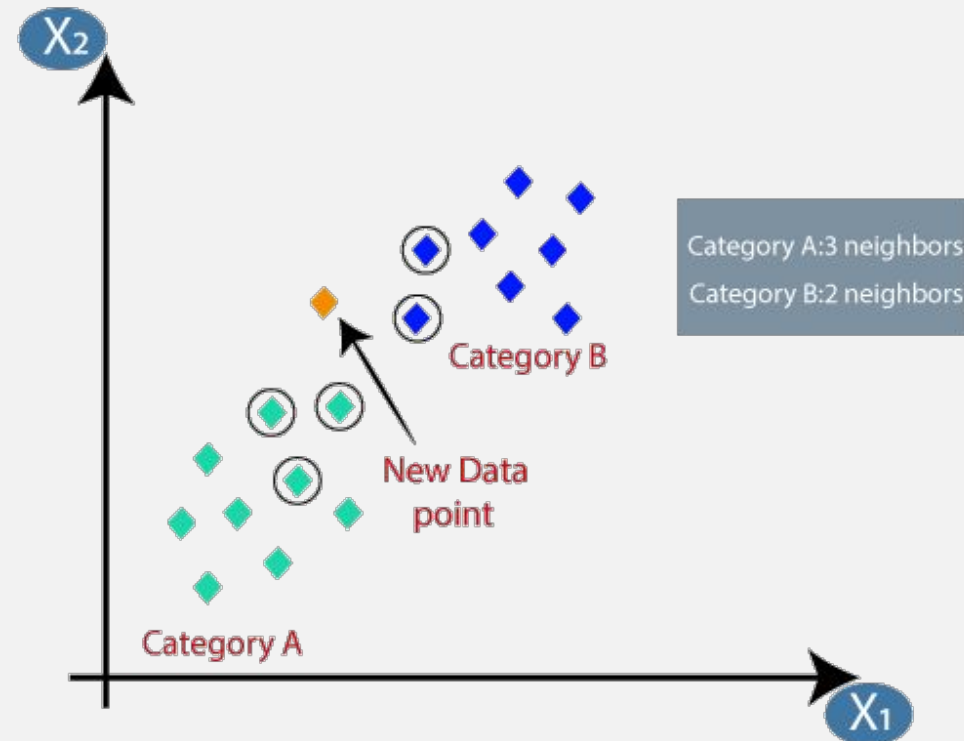 X2
Category A:3 neighbors
Category B:2 neighbors
Category B
New Data
point
Category A
X1